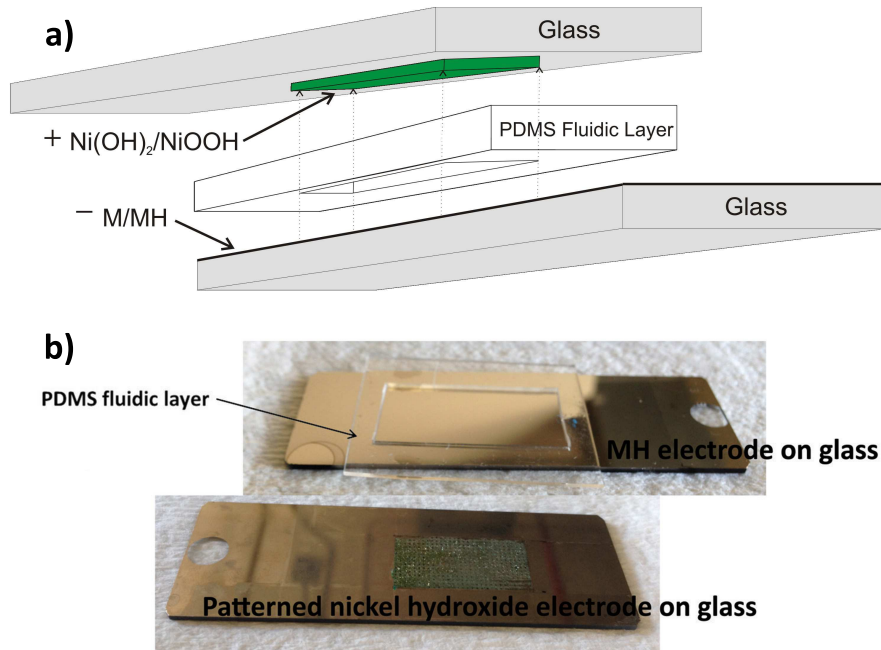 a)
Glass
+ Ni(OH)₂/NiOOH
PDMS Fluidic Layer
− M/MH
Glass
b)
PDMS fluidic layer
MH electrode on glass
Patterned nickel hydroxide electrode on glass